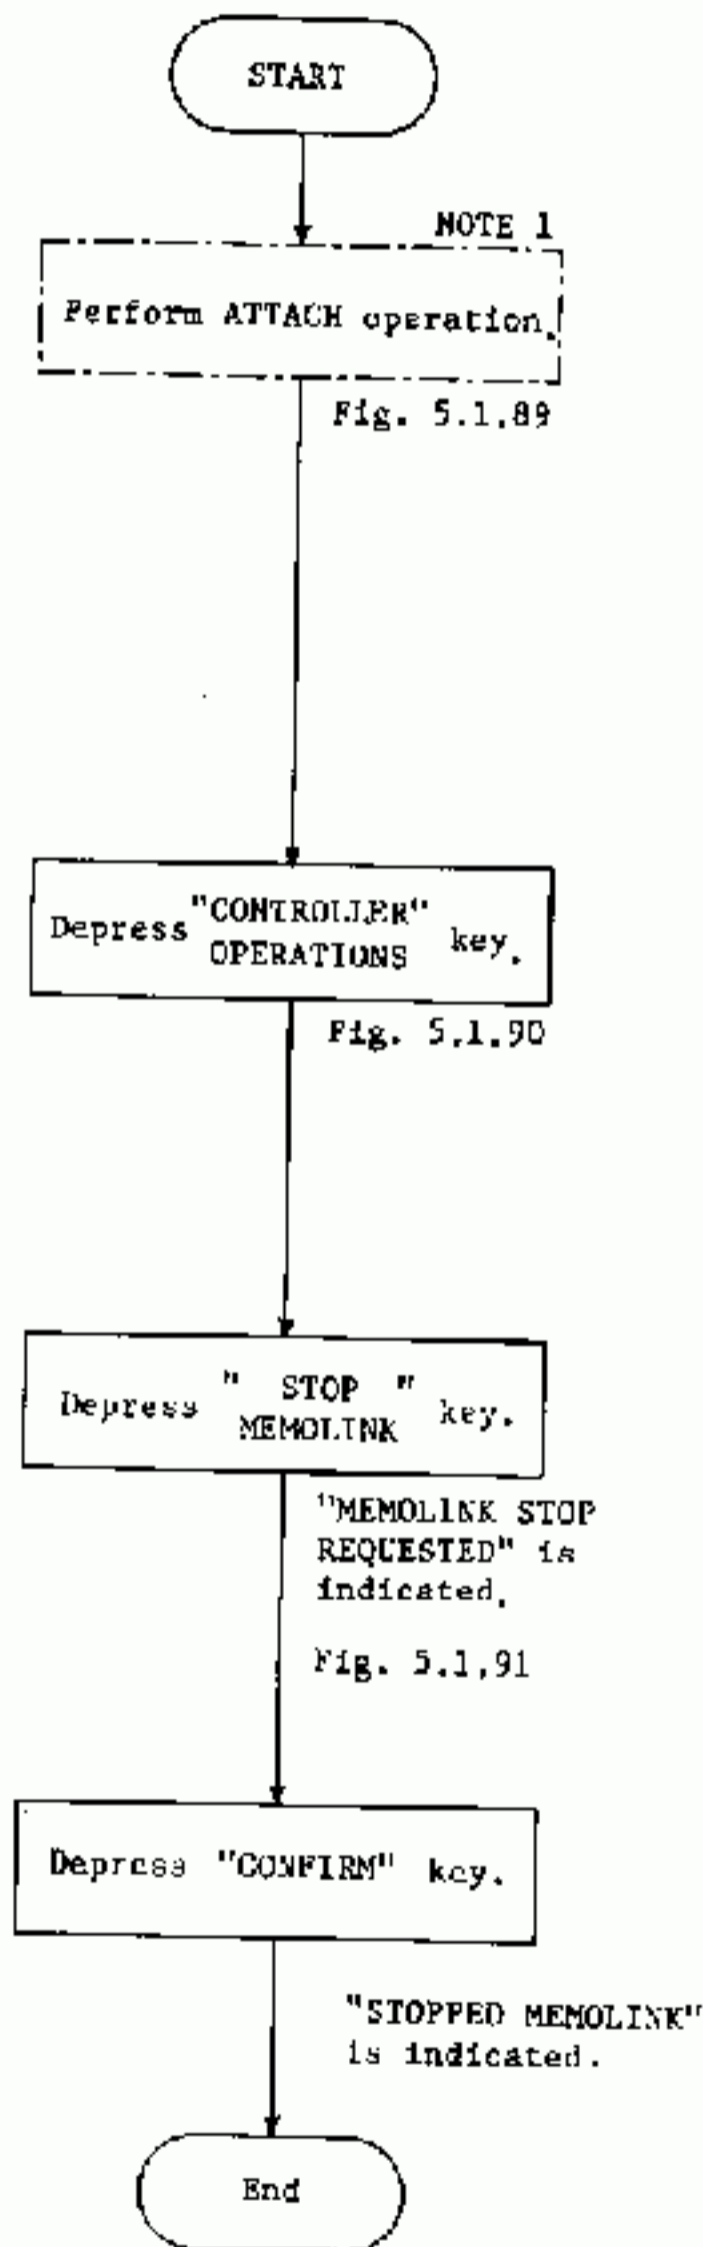 START
NOTE 1
Perform ATTACH operation.
Fig. 5.1.89
Depress "CONTROLLER" key.
OPERATIONS
Fig. 5.1.90
Depress " STOP " key.
MEMOLINK
"MEMOLINK STOP
REQUESTED" is
indicated.
Fig. 5.1.91
Depress "CONFIRM" key.
"STOPPED MEMOLINK"
is indicated.
End